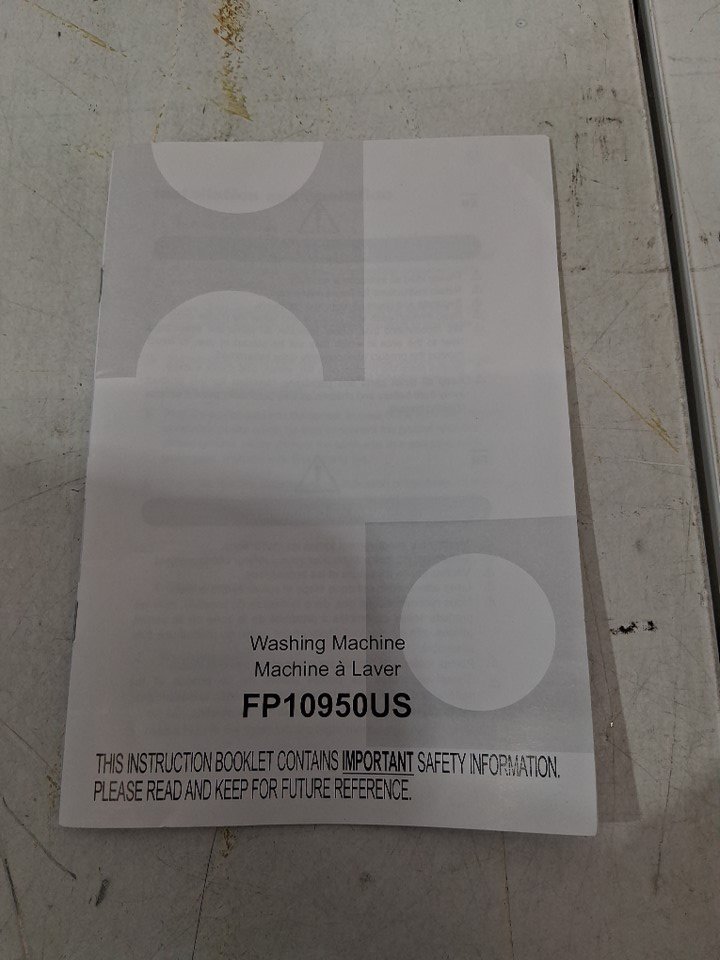 Washing Machine
Machine à Laver
FP10950US
THIS INSTRUCTION BOOKLET CONTAINS IMPORTANT SAFETY INFORMATION.
PLEASE READ AND KEEP FOR FUTURE REFERENCE.